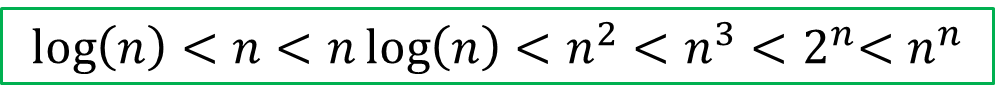 log(n) < n < n log(n) < n² < n³ < 2ⁿ < nⁿ